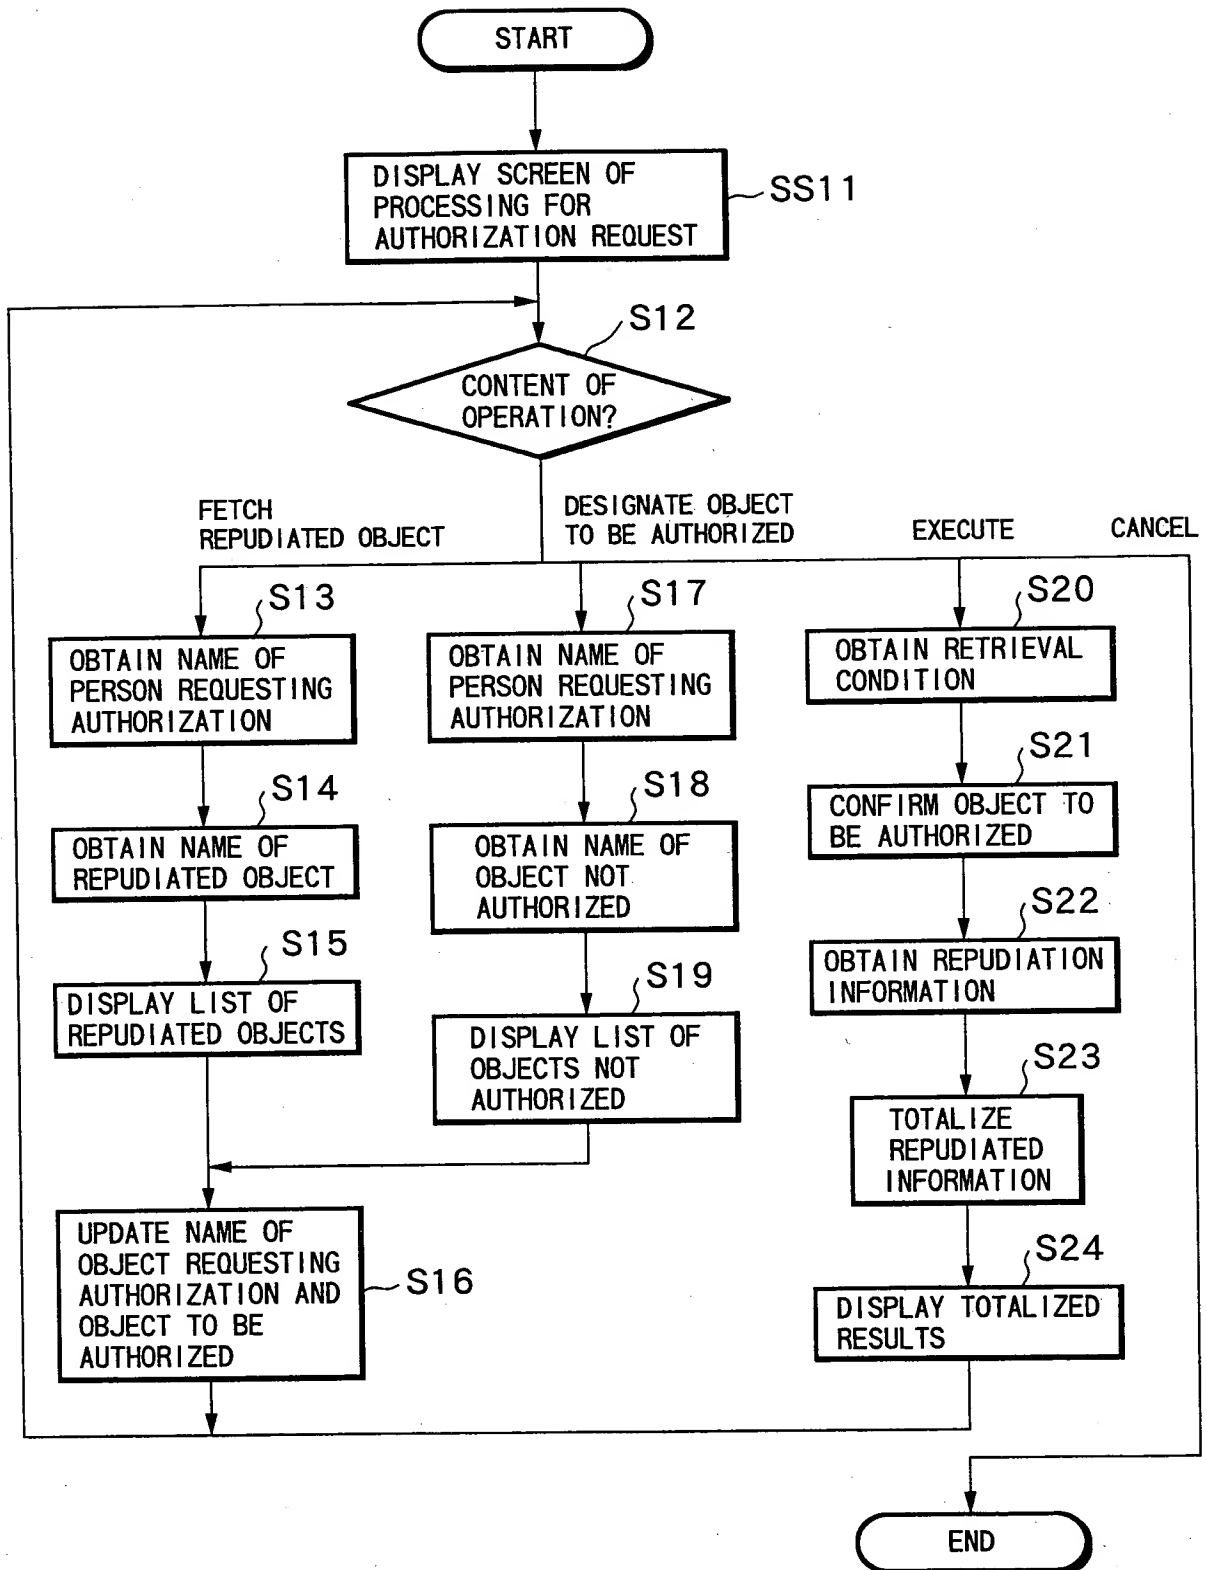 START
DISPLAY SCREEN OF
PROCESSING FOR
AUTHORIZATION REQUEST
SS11
S12
CONTENT OF
OPERATION?
FETCH
REPUDIATED OBJECT
DESIGNATE OBJECT
TO BE AUTHORIZED
EXECUTE
CANCEL
S13
OBTAIN NAME OF
PERSON REQUESTING
AUTHORIZATION
S14
OBTAIN NAME OF
REPUDIATED OBJECT
S15
DISPLAY LIST OF
REPUDIATED OBJECTS
UPDATE NAME OF
OBJECT REQUESTING
AUTHORIZATION AND
OBJECT TO BE
AUTHORIZED
S16
S17
OBTAIN NAME OF
PERSON REQUESTING
AUTHORIZATION
S18
OBTAIN NAME OF
OBJECT NOT
AUTHORIZED
S19
DISPLAY LIST OF
OBJECTS NOT
AUTHORIZED
S20
OBTAIN RETRIEVAL
CONDITION
S21
CONFIRM OBJECT TO
BE AUTHORIZED
S22
OBTAIN REPUDIATION
INFORMATION
S23
TOTALIZE
REPUDIATED
INFORMATION
S24
DISPLAY TOTALIZED
RESULTS
END